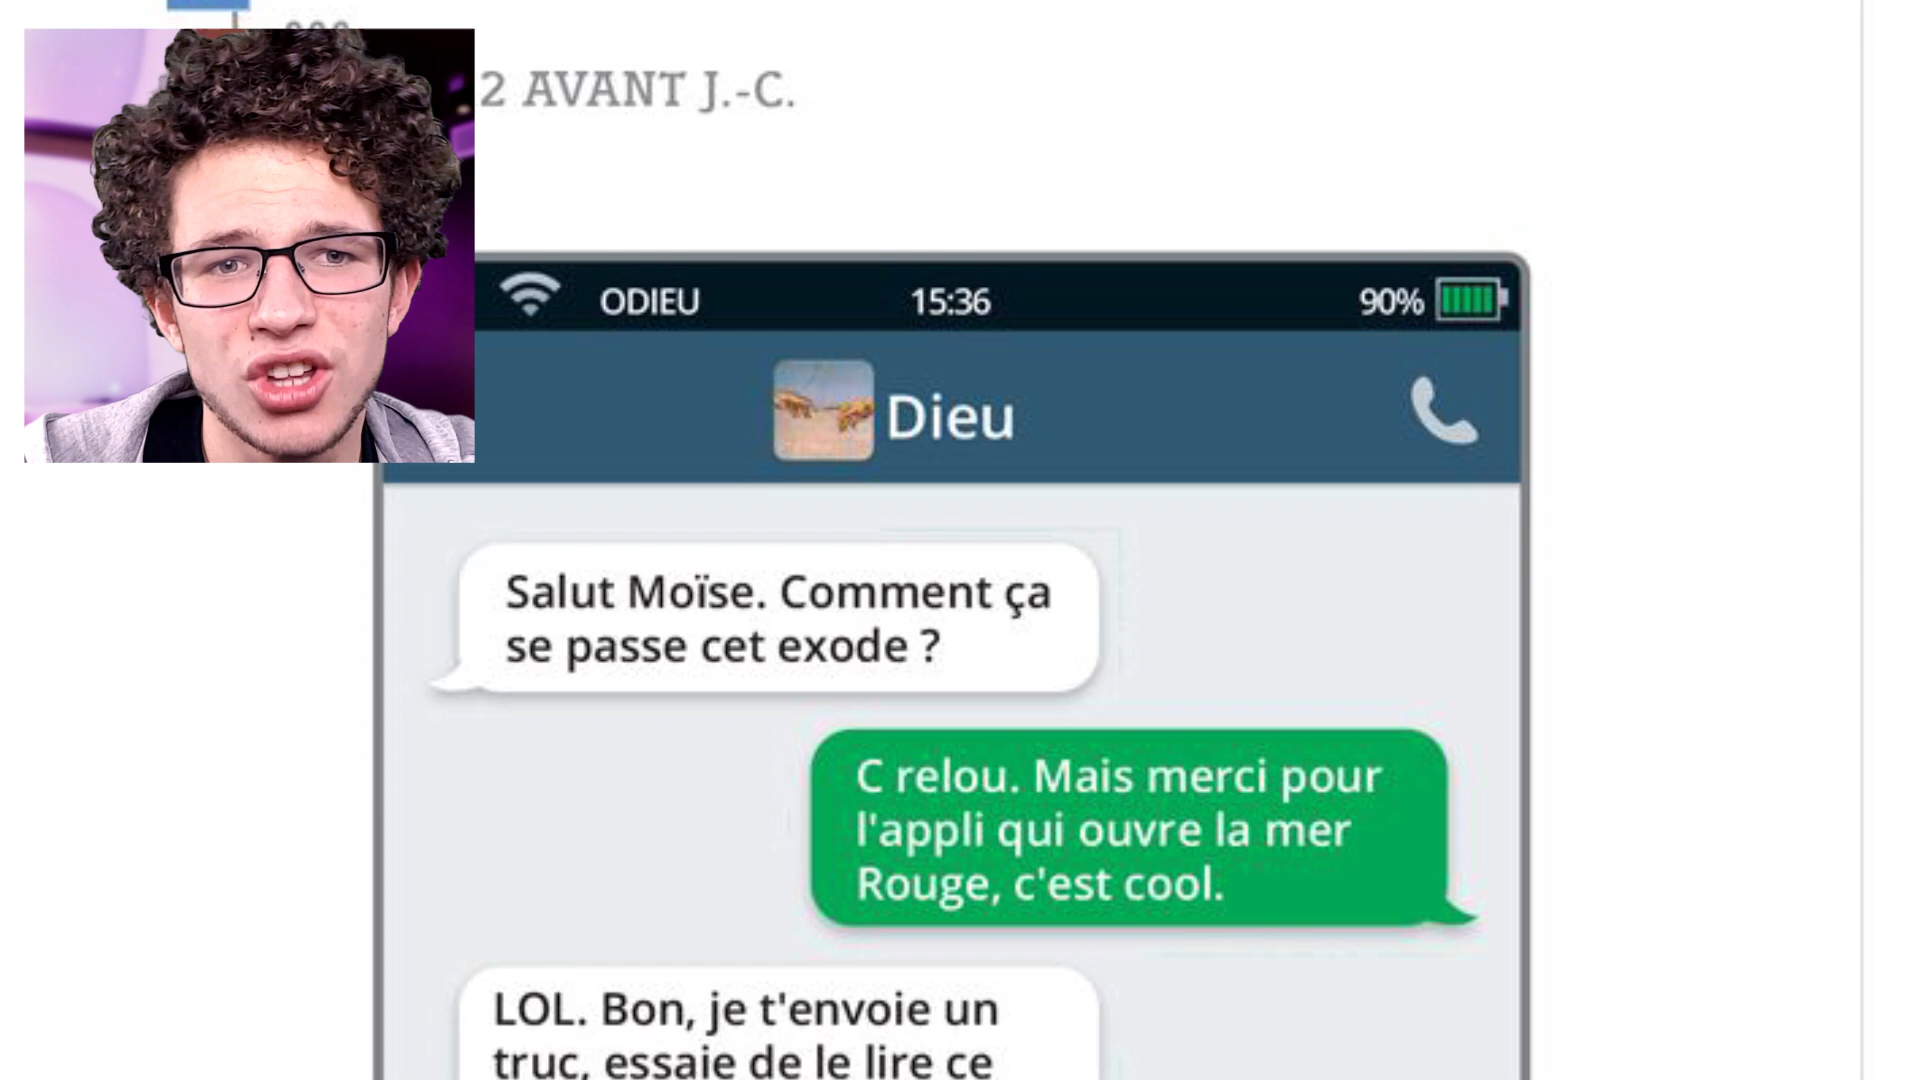 2 AVANT J.-C.
ODIEU 15:36 90%
Dieu
Salut Moïse. Comment ça
se passe cet exode ?
C relou. Mais merci pour
l'appli qui ouvre la mer
Rouge, c'est cool.
LOL. Bon, je t'envoie un
truc, essaie de le lire ce